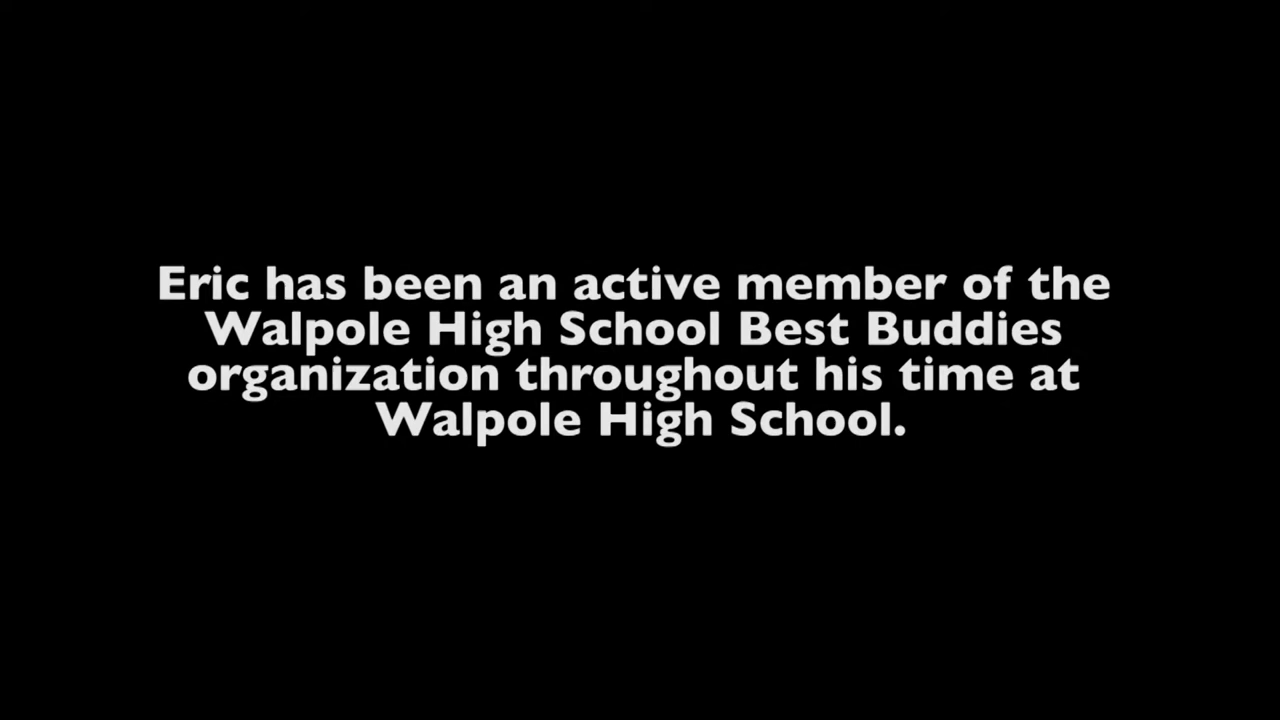 Eric has been an active member of the
Walpole High School Best Buddies
organization throughout his time at
Walpole High School.